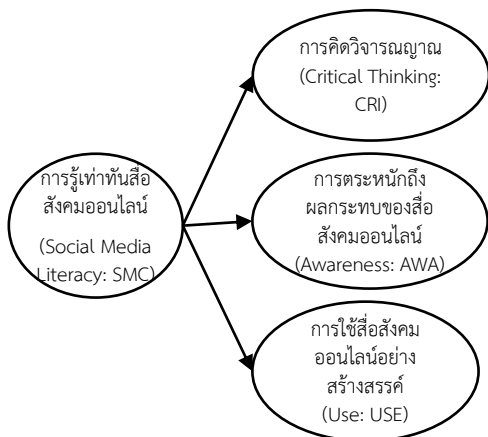 การคิดวิจารณญาณ
(Critical Thinking:
CRI)
การรู้เท่าทันสื่อ
สังคมออนไลน์
(Social Media
Literacy: SMC)
การตระหนักถึง
ผลกระทบของสื่อ
สังคมออนไลน์
(Awareness: AWA)
การใช้สื่อสังคม
ออนไลน์อย่าง
สร้างสรรค์
(Use: USE)